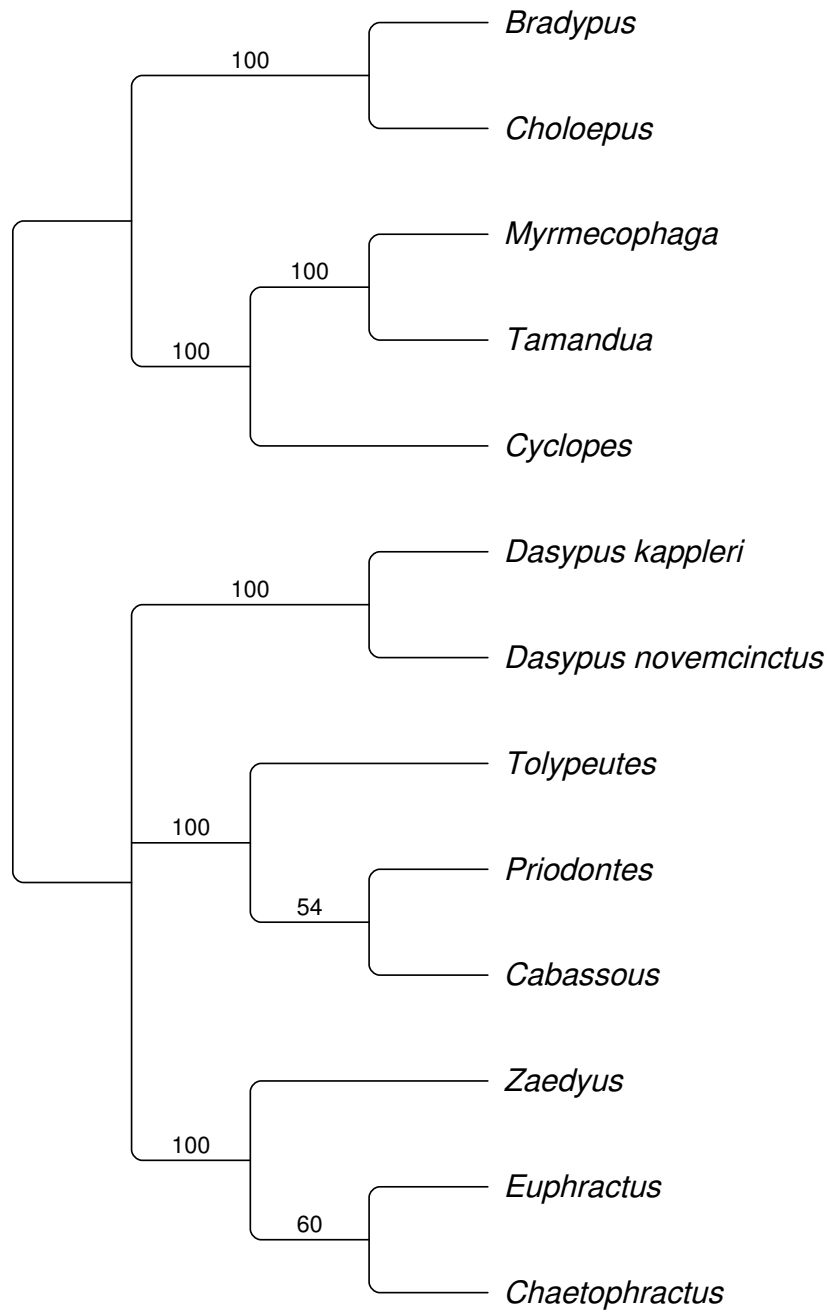 Bradypus
100
Choloepus
Myrmecophaga
100
Tamandua
100
Cyclopes
Dasypus kappleri
100
Dasypus novemcinctus
Tolypeutes
100
Priodontes
54
Cabassous
Zaedyus
100
Euphractus
60
Chaetophractus